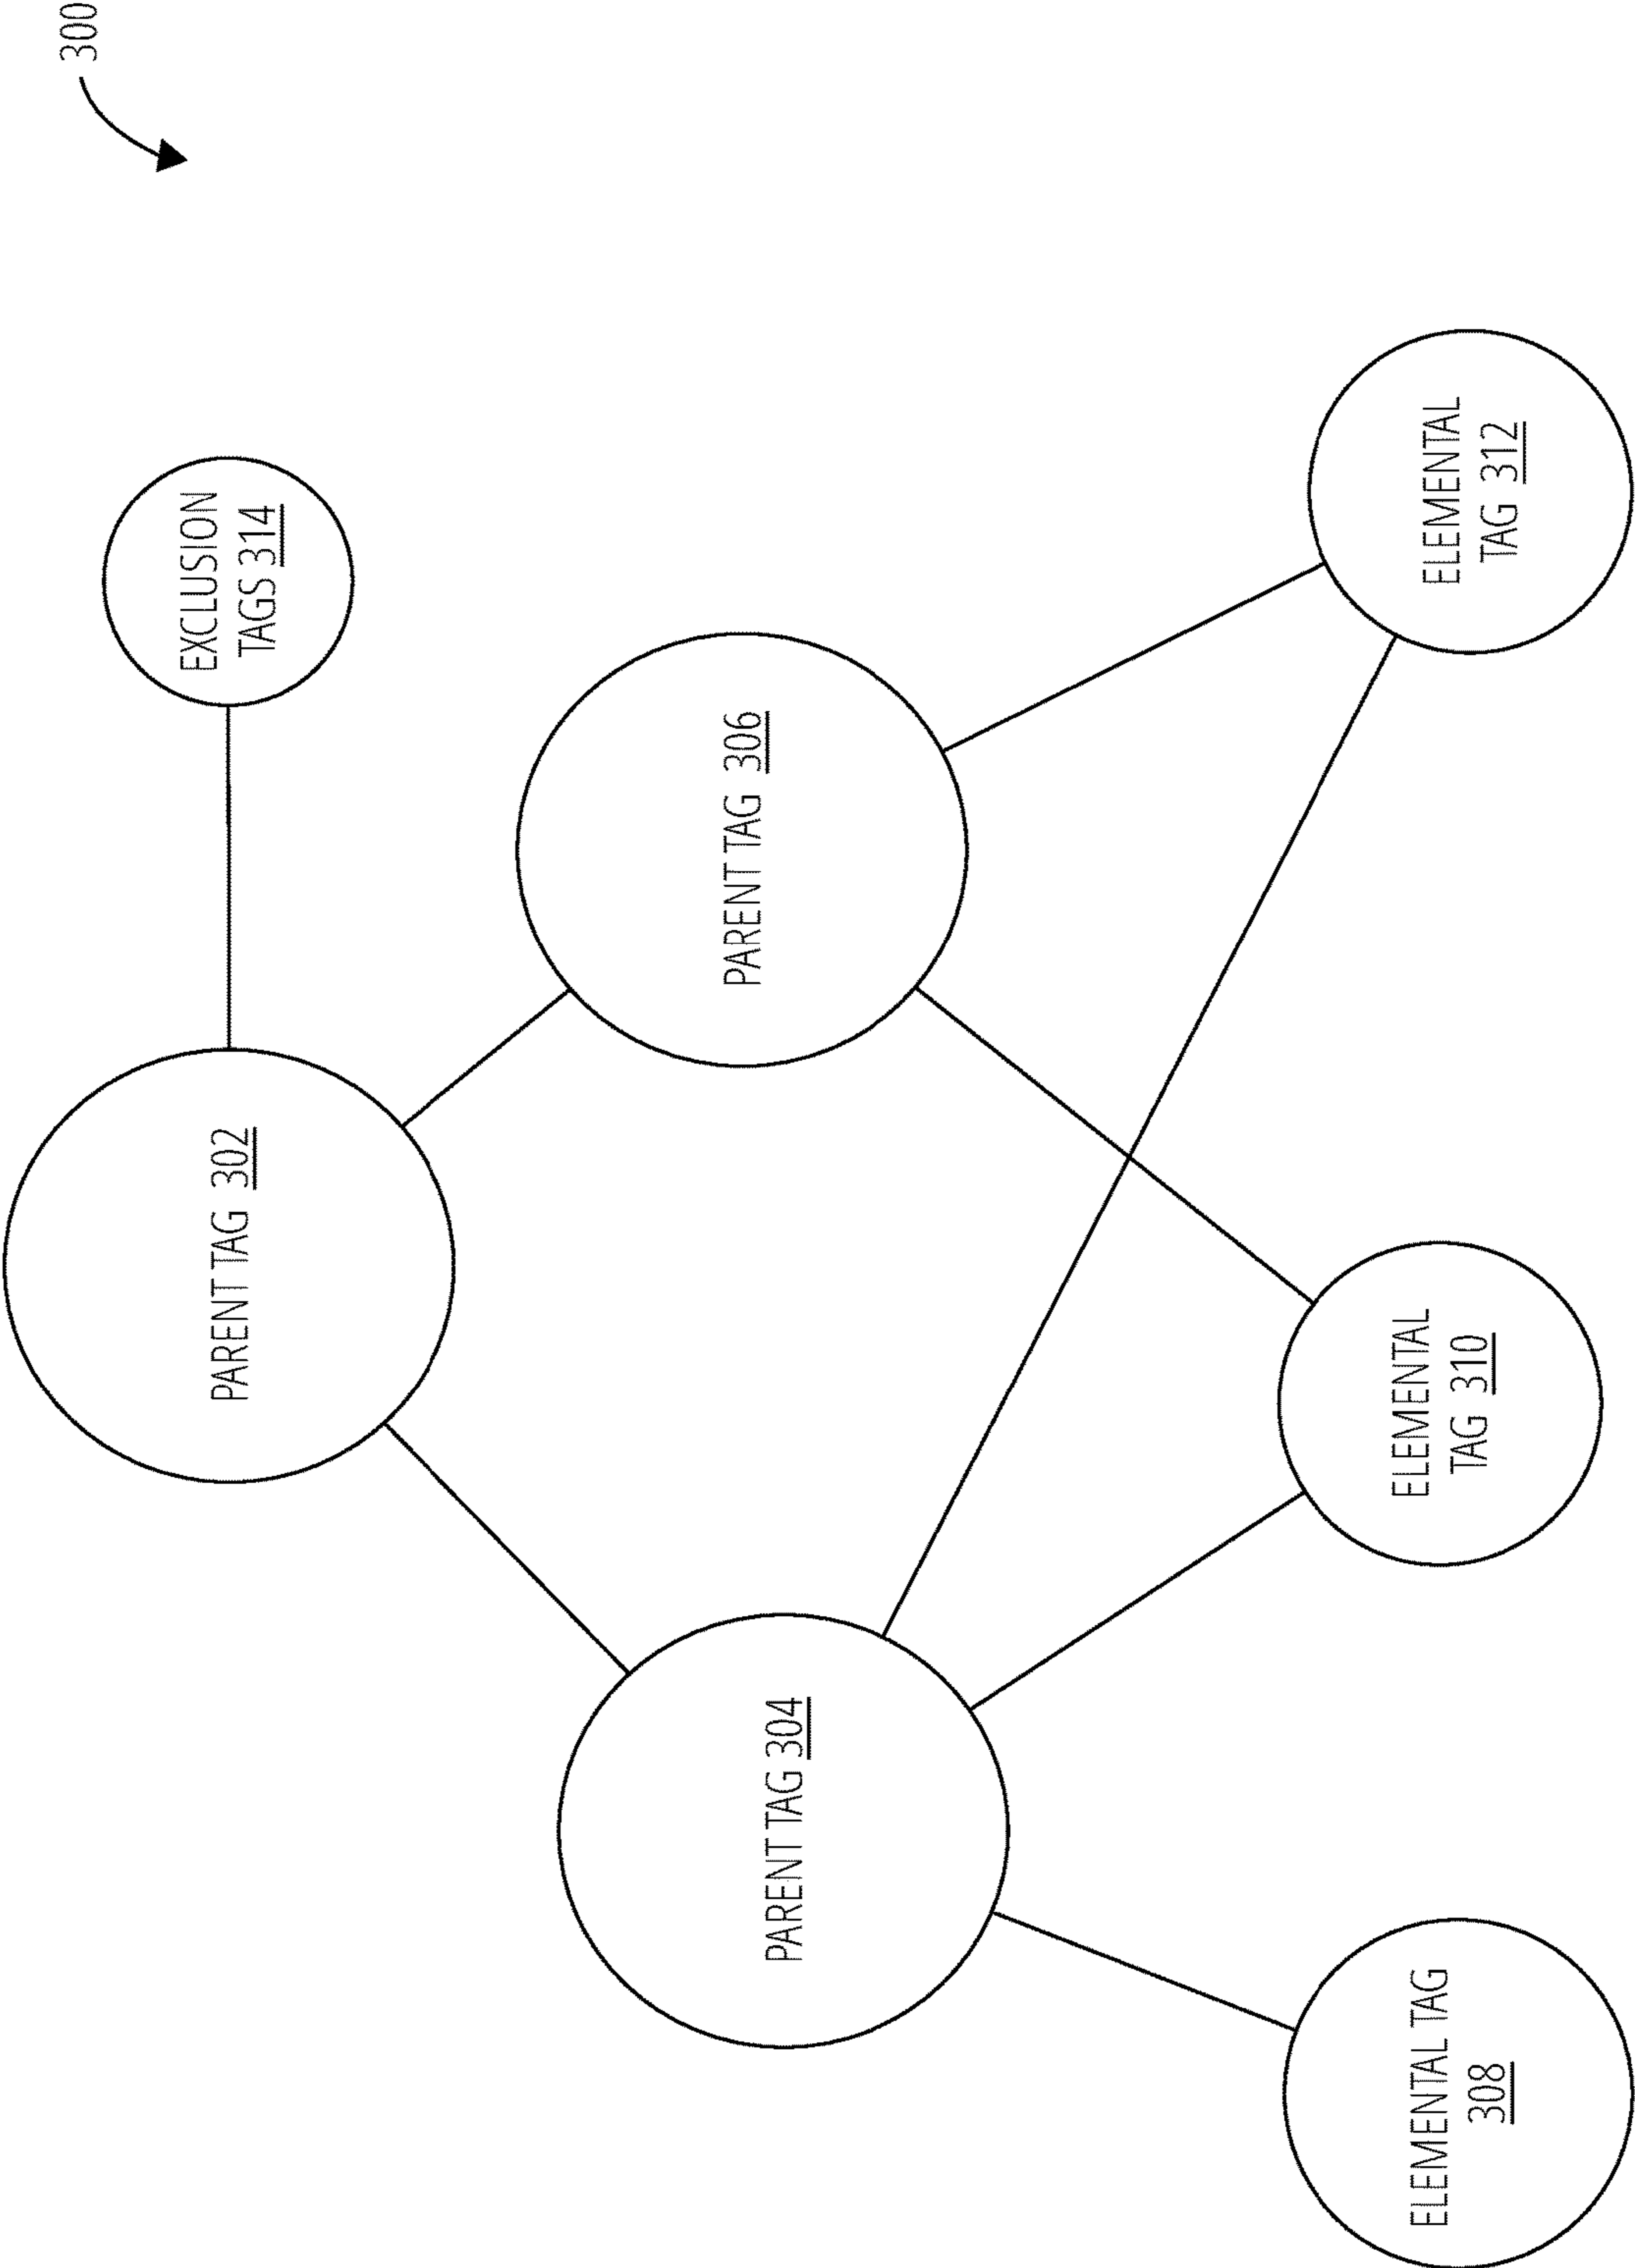 300
PARENT TAG 302
EXCLUSION
TAGS 314
PARENT TAG 304
PARENT TAG 306
ELEMENTAL TAG
308
ELEMENTAL
TAG 310
ELEMENTAL
TAG 312